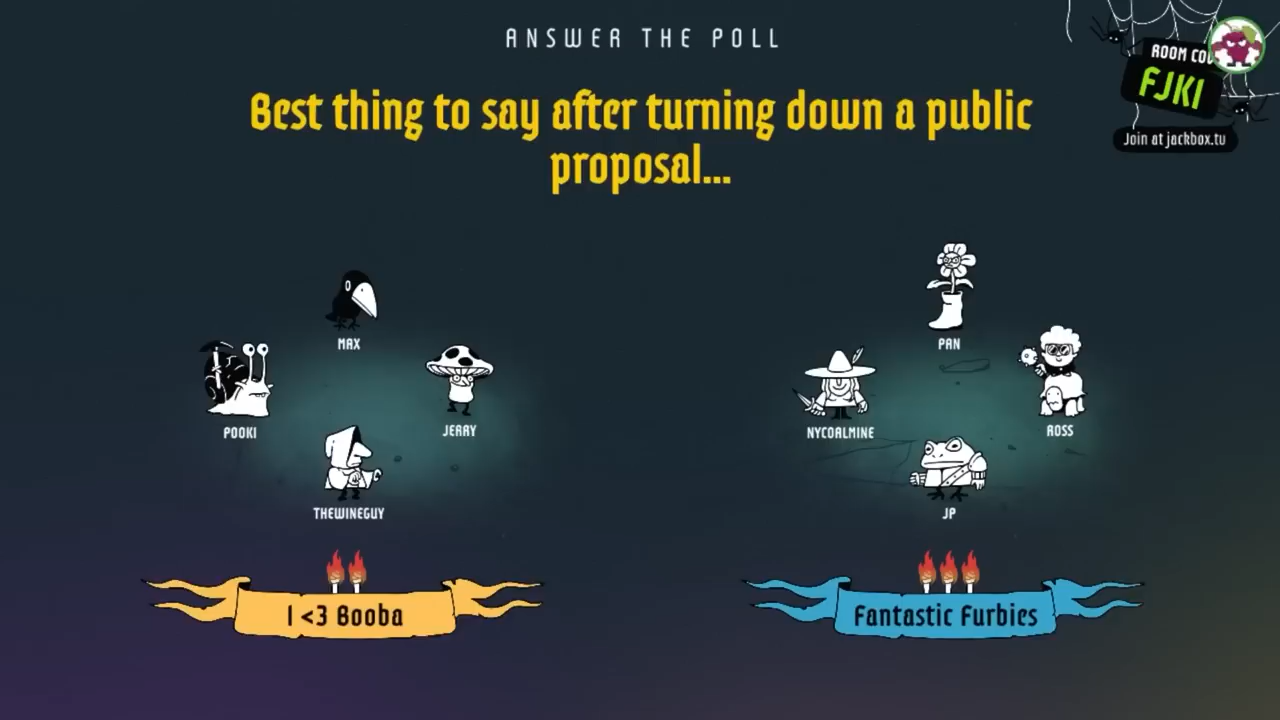 ANSWER THE POLL
Best thing to say after turning down a public
proposal...
ROOM CO
FJKI
Join at jackbox.tv
MAX
POOKI
JERRY
THEWINEGUY
PAN
NYCORLMINE
ROSS
JP
I <3 Booba
Fantastic Furbies